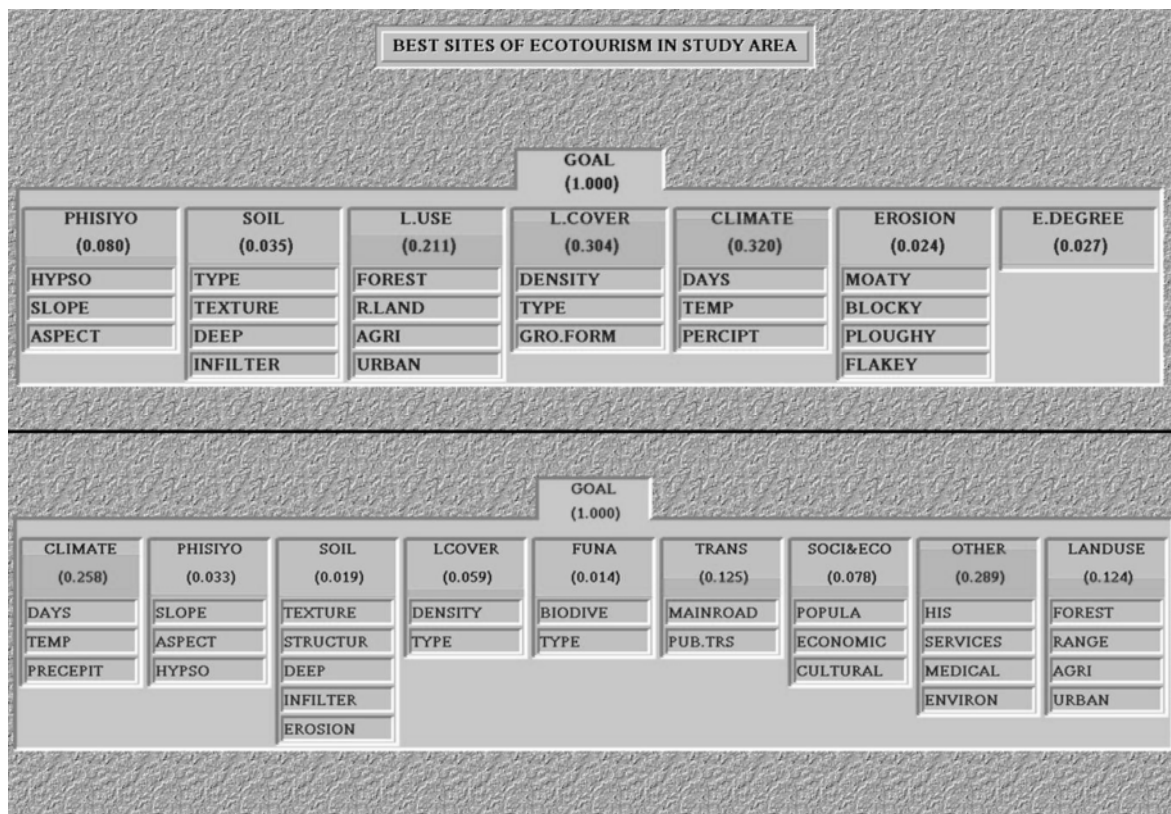 BEST SITES OF ECOTOURISM IN STUDY AREA
GOAL
(1.000)
PHISIYO
(0.080)
HYPSO
SLOPE
ASPECT
SOIL
(0.035)
TYPE
TEXTURE
DEEP
INFILTER
L.USE
(0.211)
FOREST
R.LAND
AGRI
URBAN
L.COVER
(0.304)
DENSITY
TYPE
GRO.FORM
CLIMATE
(0.320)
DAYS
TEMP
PERCIPT
EROSION
(0.024)
MOATY
BLOCKY
PLOUGHY
FLAKEY
E.DEGREE
(0.027)
GOAL
(1.000)
CLIMATE
(0.258)
DAYS
TEMP
PRECEPIT
PHISIYO
(0.033)
SLOPE
ASPECT
HYPSO
SOIL
(0.019)
TEXTURE
STRUCTUR
DEEP
INFILTER
EROSION
LCOVER
(0.059)
DENSITY
TYPE
FUNA
(0.014)
BIODIVE
TYPE
TRANS
(0.125)
MAINROAD
PUB.TRS
SOCI&ECO
(0.078)
POPULA
ECONOMIC
CULTURAL
OTHER
(0.289)
HIS
SERVICES
MEDICAL
ENVIRON
LANDUSE
(0.124)
FOREST
RANGE
AGRI
URBAN